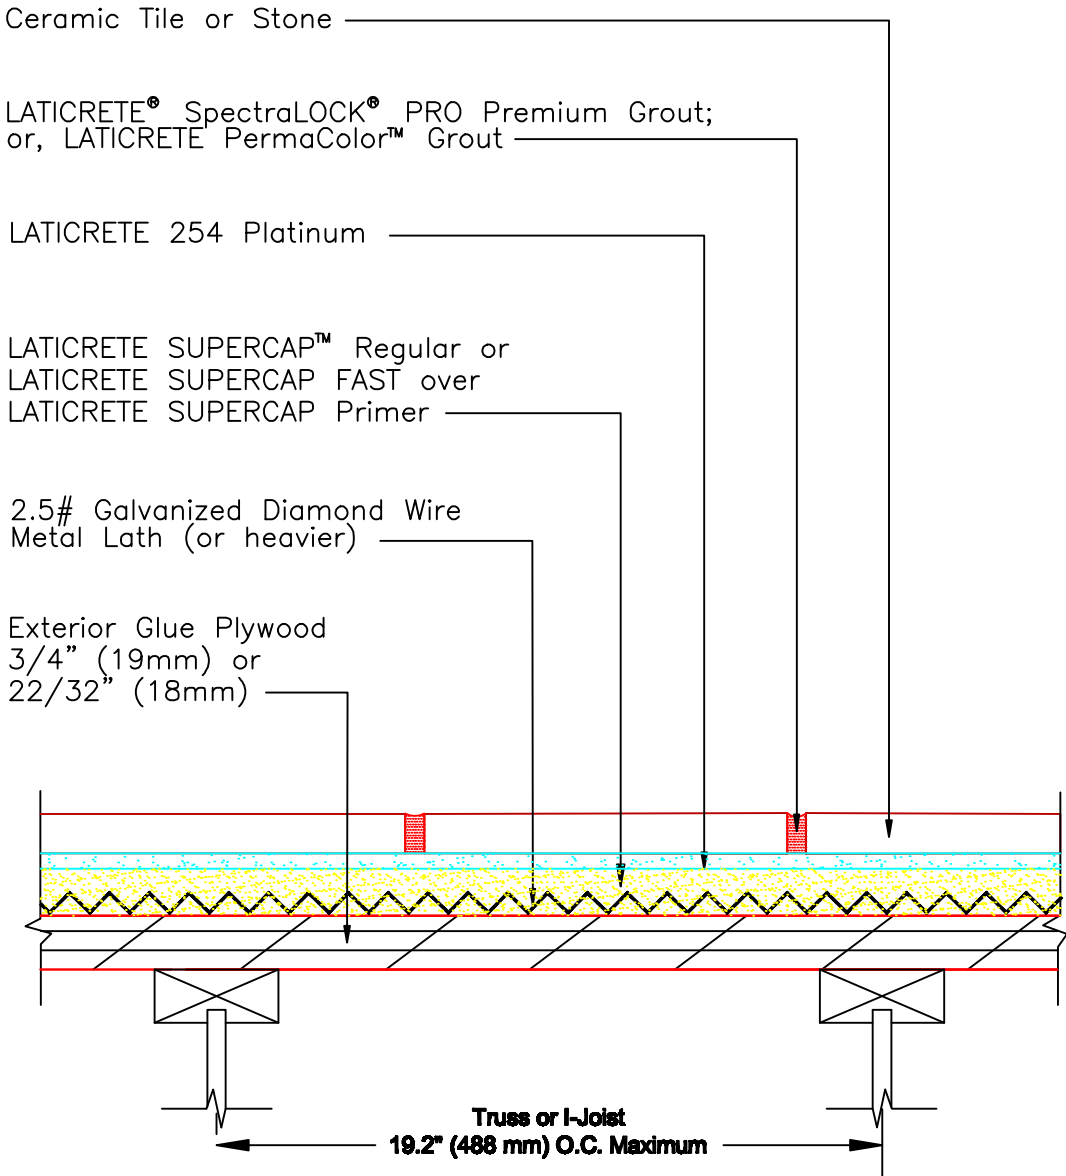 Ceramic Tile or Stone
LATICRETE® SpectraLOCK® PRO Premium Grout;
or, LATICRETE PermaColor™ Grout
LATICRETE 254 Platinum
LATICRETE SUPERCAP™ Regular or
LATICRETE SUPERCAP FAST over
LATICRETE SUPERCAP Primer
2.5# Galvanized Diamond Wire
Metal Lath (or heavier)
Exterior Glue Plywood
3/4" (19mm) or
22/32" (18mm)
Truss or I-Joist
19.2" (488 mm) O.C. Maximum